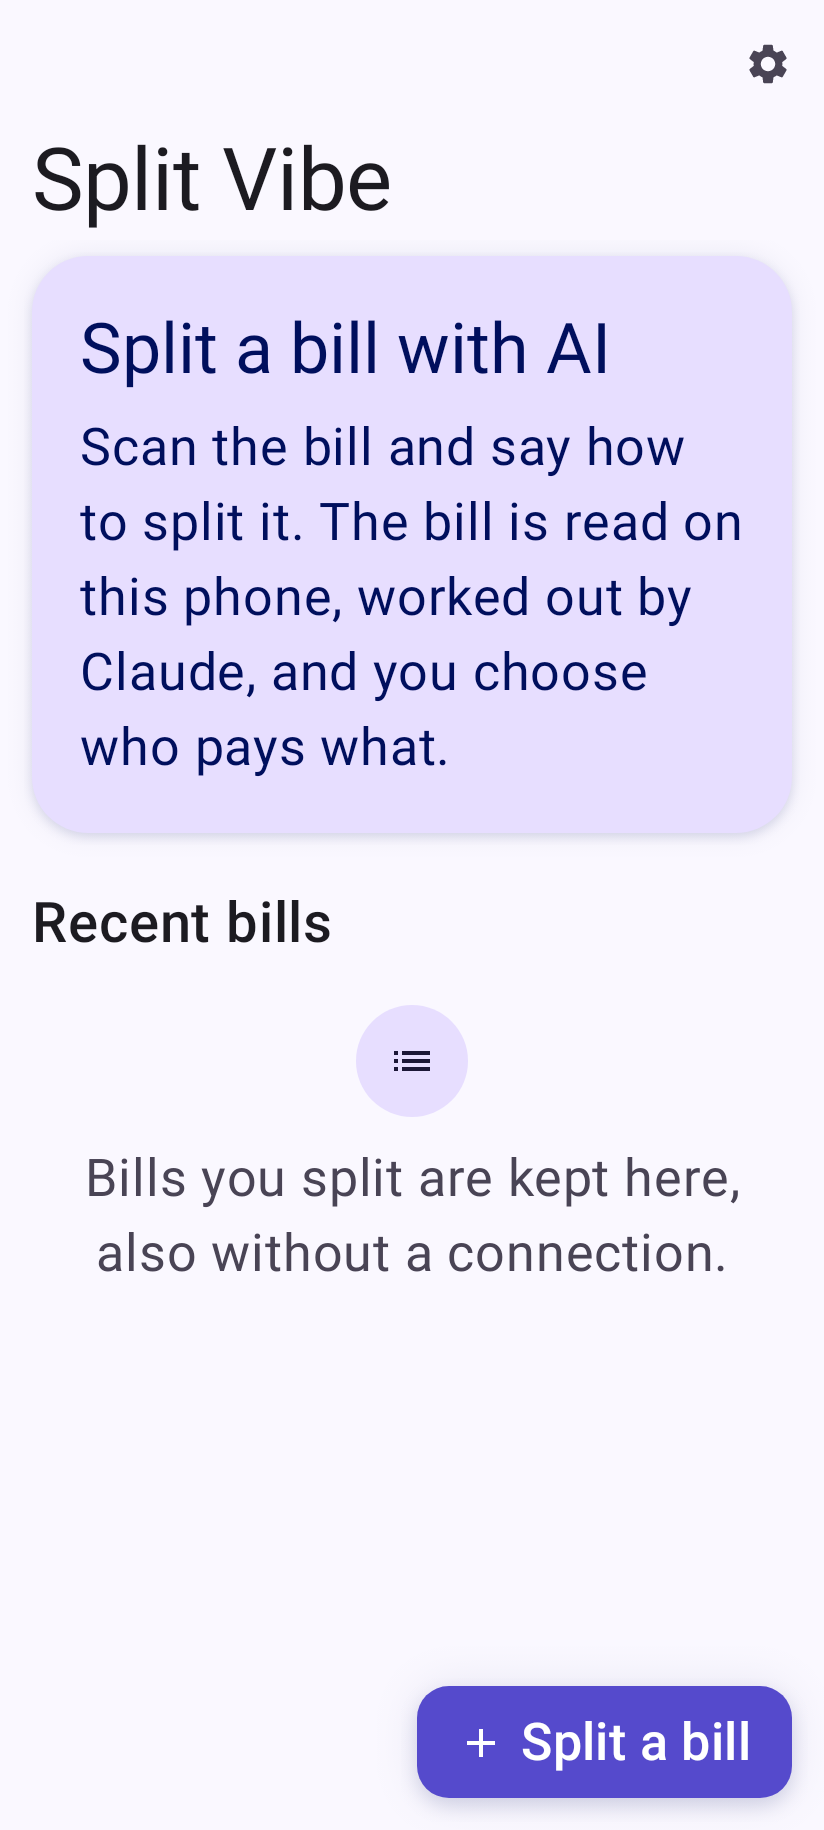 Split Vibe
Split a bill with AI
Scan the bill and say how
to split it. The bill is read on
this phone, worked out by
Claude, and you choose
who pays what.
Recent bills
Bills you split are kept here,
also without a connection.
+ Split a bill